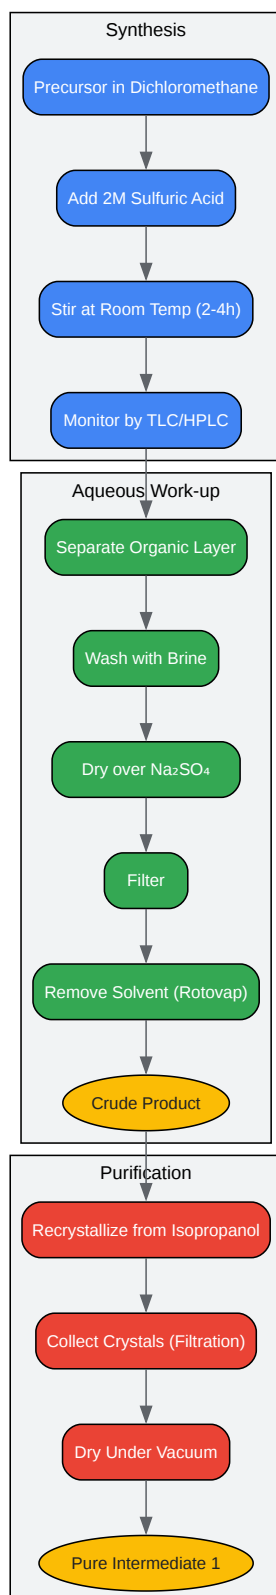 Synthesis
Precursor in Dichloromethane
Add 2M Sulfuric Acid
Stir at Room Temp (2-4h)
Monitor by TLC/HPLC
Aqueous Work-up
Separate Organic Layer
Wash with Brine
Dry over Na₂SO₄
Filter
Remove Solvent (Rotovap)
Crude Product
Purification
Recrystallize from Isopropanol
Collect Crystals (Filtration)
Dry Under Vacuum
Pure Intermediate 1